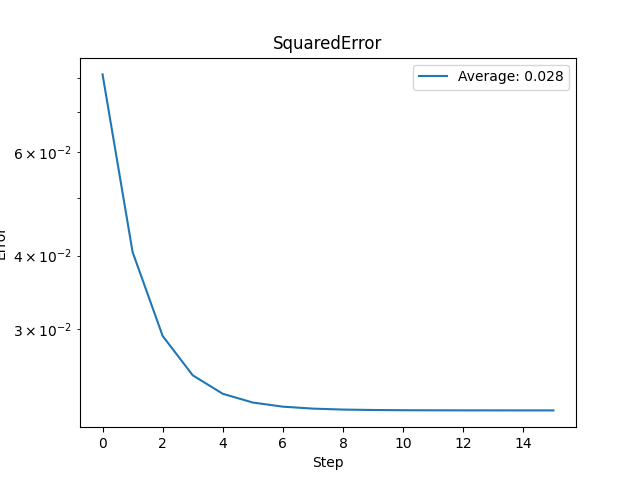 SquaredError
Average: 0.028
6 × 10⁻²
4 × 10⁻²
3 × 10⁻²
Error
0 2 4 6 8 10 12 14
Step